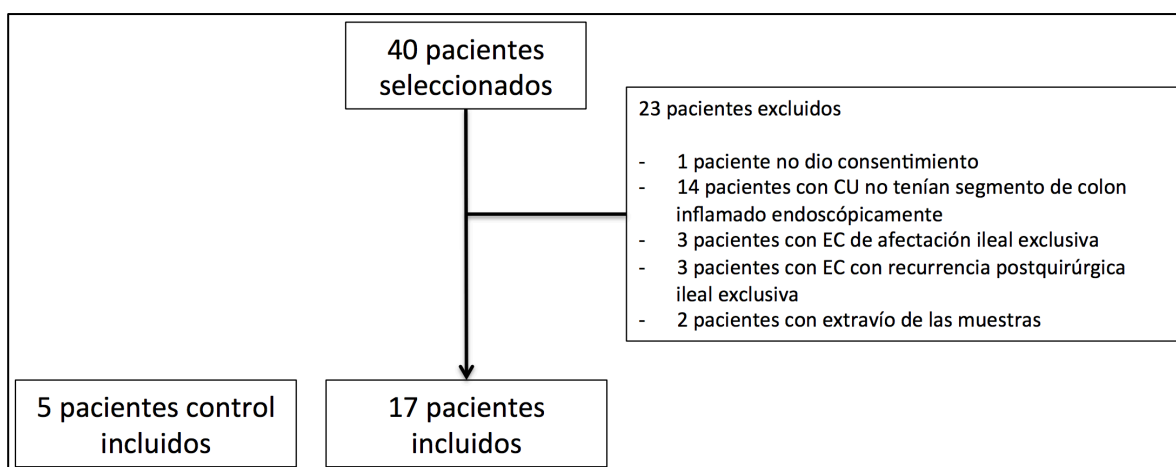 40 pacientes
seleccionados
23 pacientes excluidos
- 1 paciente no dio consentimiento
- 14 pacientes con CU no tenían segmento de colon
inflamado endoscópicamente
- 3 pacientes con EC de afectación ileal exclusiva
- 3 pacientes con EC con recurrencia postquirúrgica
ileal exclusiva
- 2 pacientes con extravío de las muestras
5 pacientes control
incluidos
17 pacientes
incluidos